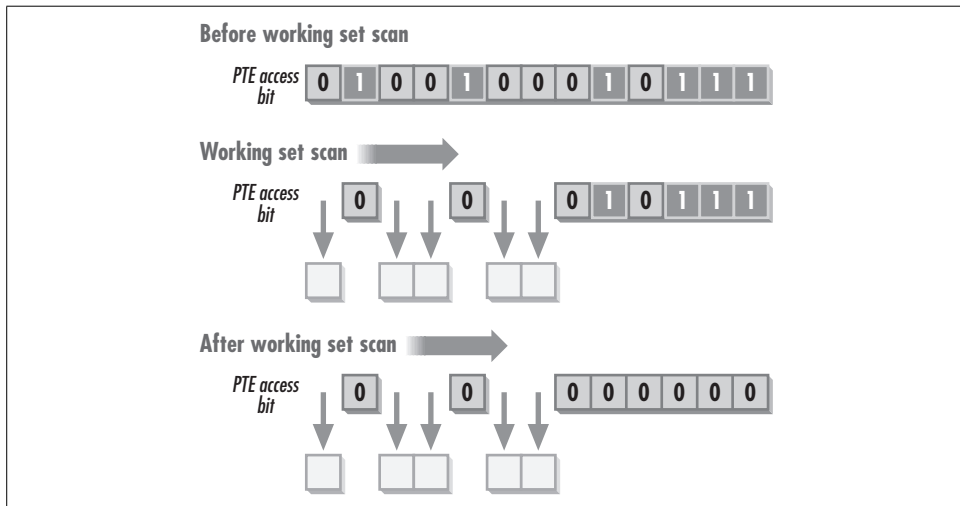 Before working set scan
PTE access
bit
0 1 0 0 1 0 0 0 1 0 1 1 1
Working set scan
PTE access
bit
0 0 0 1 0 1 1 1
After working set scan
PTE access
bit
0 0 0 0 0 0 0 0